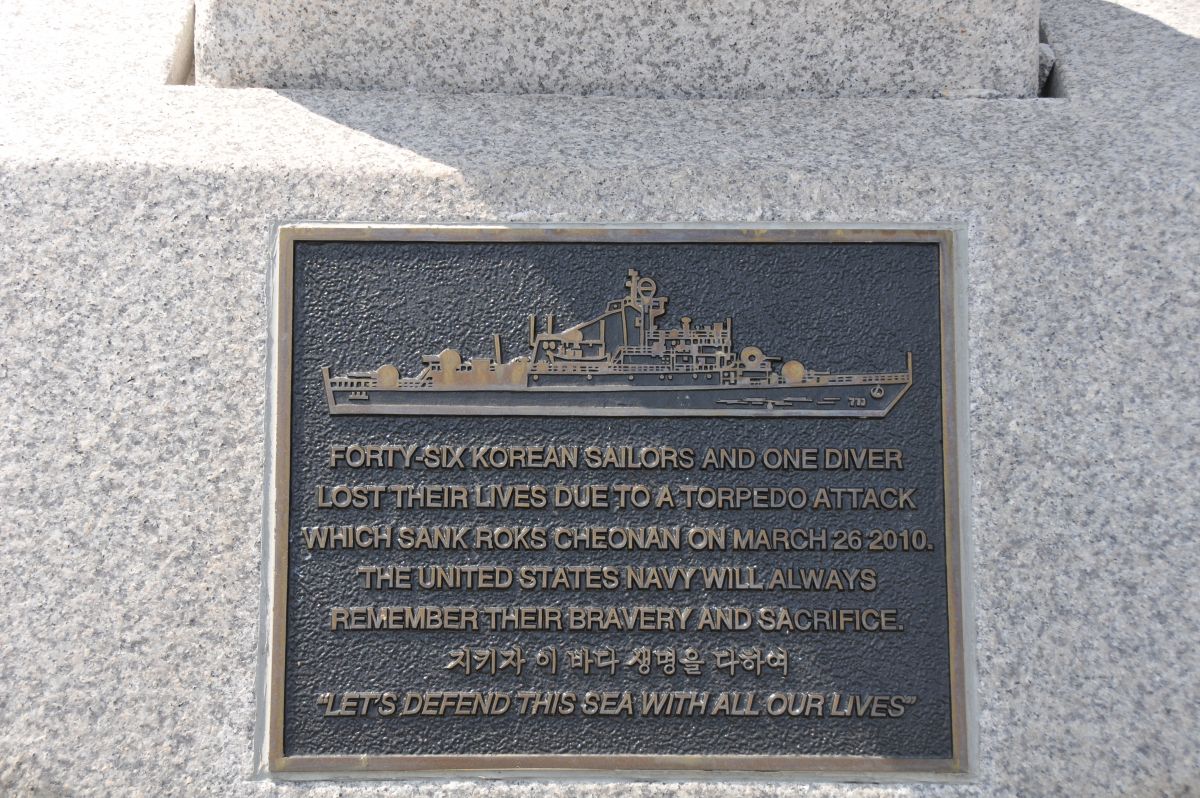 FORTY-SIX KOREAN SAILORS AND ONE DIVER
LOST THEIR LIVES DUE TO A TORPEDO ATTACK
WHICH SANK ROKS CHEONAN ON MARCH 26 2010.
THE UNITED STATES NAVY WILL ALWAYS
REMEMBER THEIR BRAVERY AND SACRIFICE.
지키자 이 바다 생명을 다하여
"LET'S DEFEND THIS SEA WITH ALL OUR LIVES"